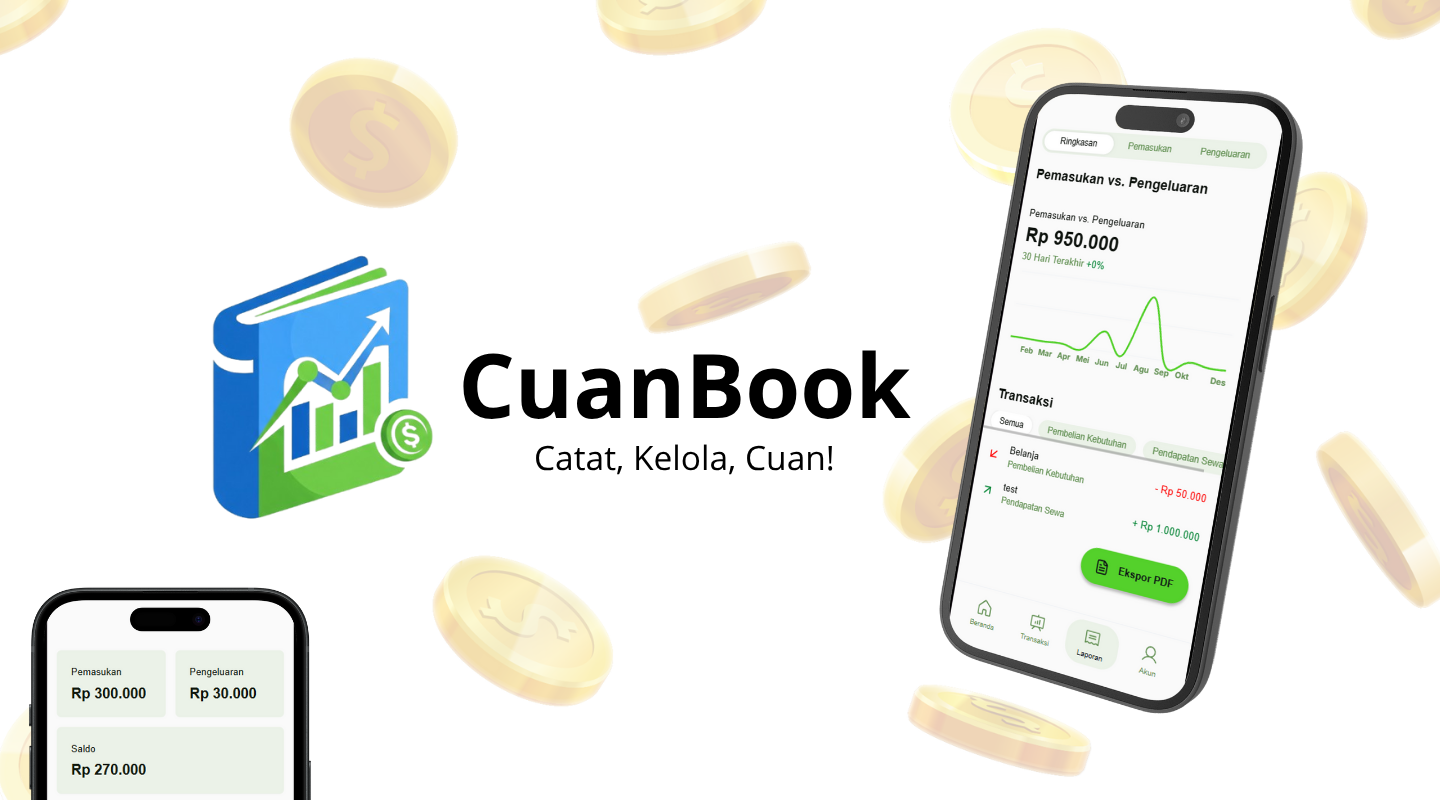 CuanBook
Catat, Kelola, Cuan!
Ringkasan Pemasukan Pengeluaran
Pemasukan vs. Pengeluaran
Pemasukan vs. Pengeluaran
Rp 950.000
30 Hari Terakhir +0%
Feb Mar Apr Mei Jun Jul Agu Sep Okt Des
Transaksi
Semua Pembelian Kebutuhan Pendapatan Sewa
Belanja
Pembelian Kebutuhan
- Rp 50.000
test
Pendapatan Sewa
+ Rp 1.000.000
Ekspor PDF
Beranda Transaksi Laporan Akun
Pemasukan Pengeluaran
Rp 300.000 Rp 30.000
Saldo
Rp 270.000